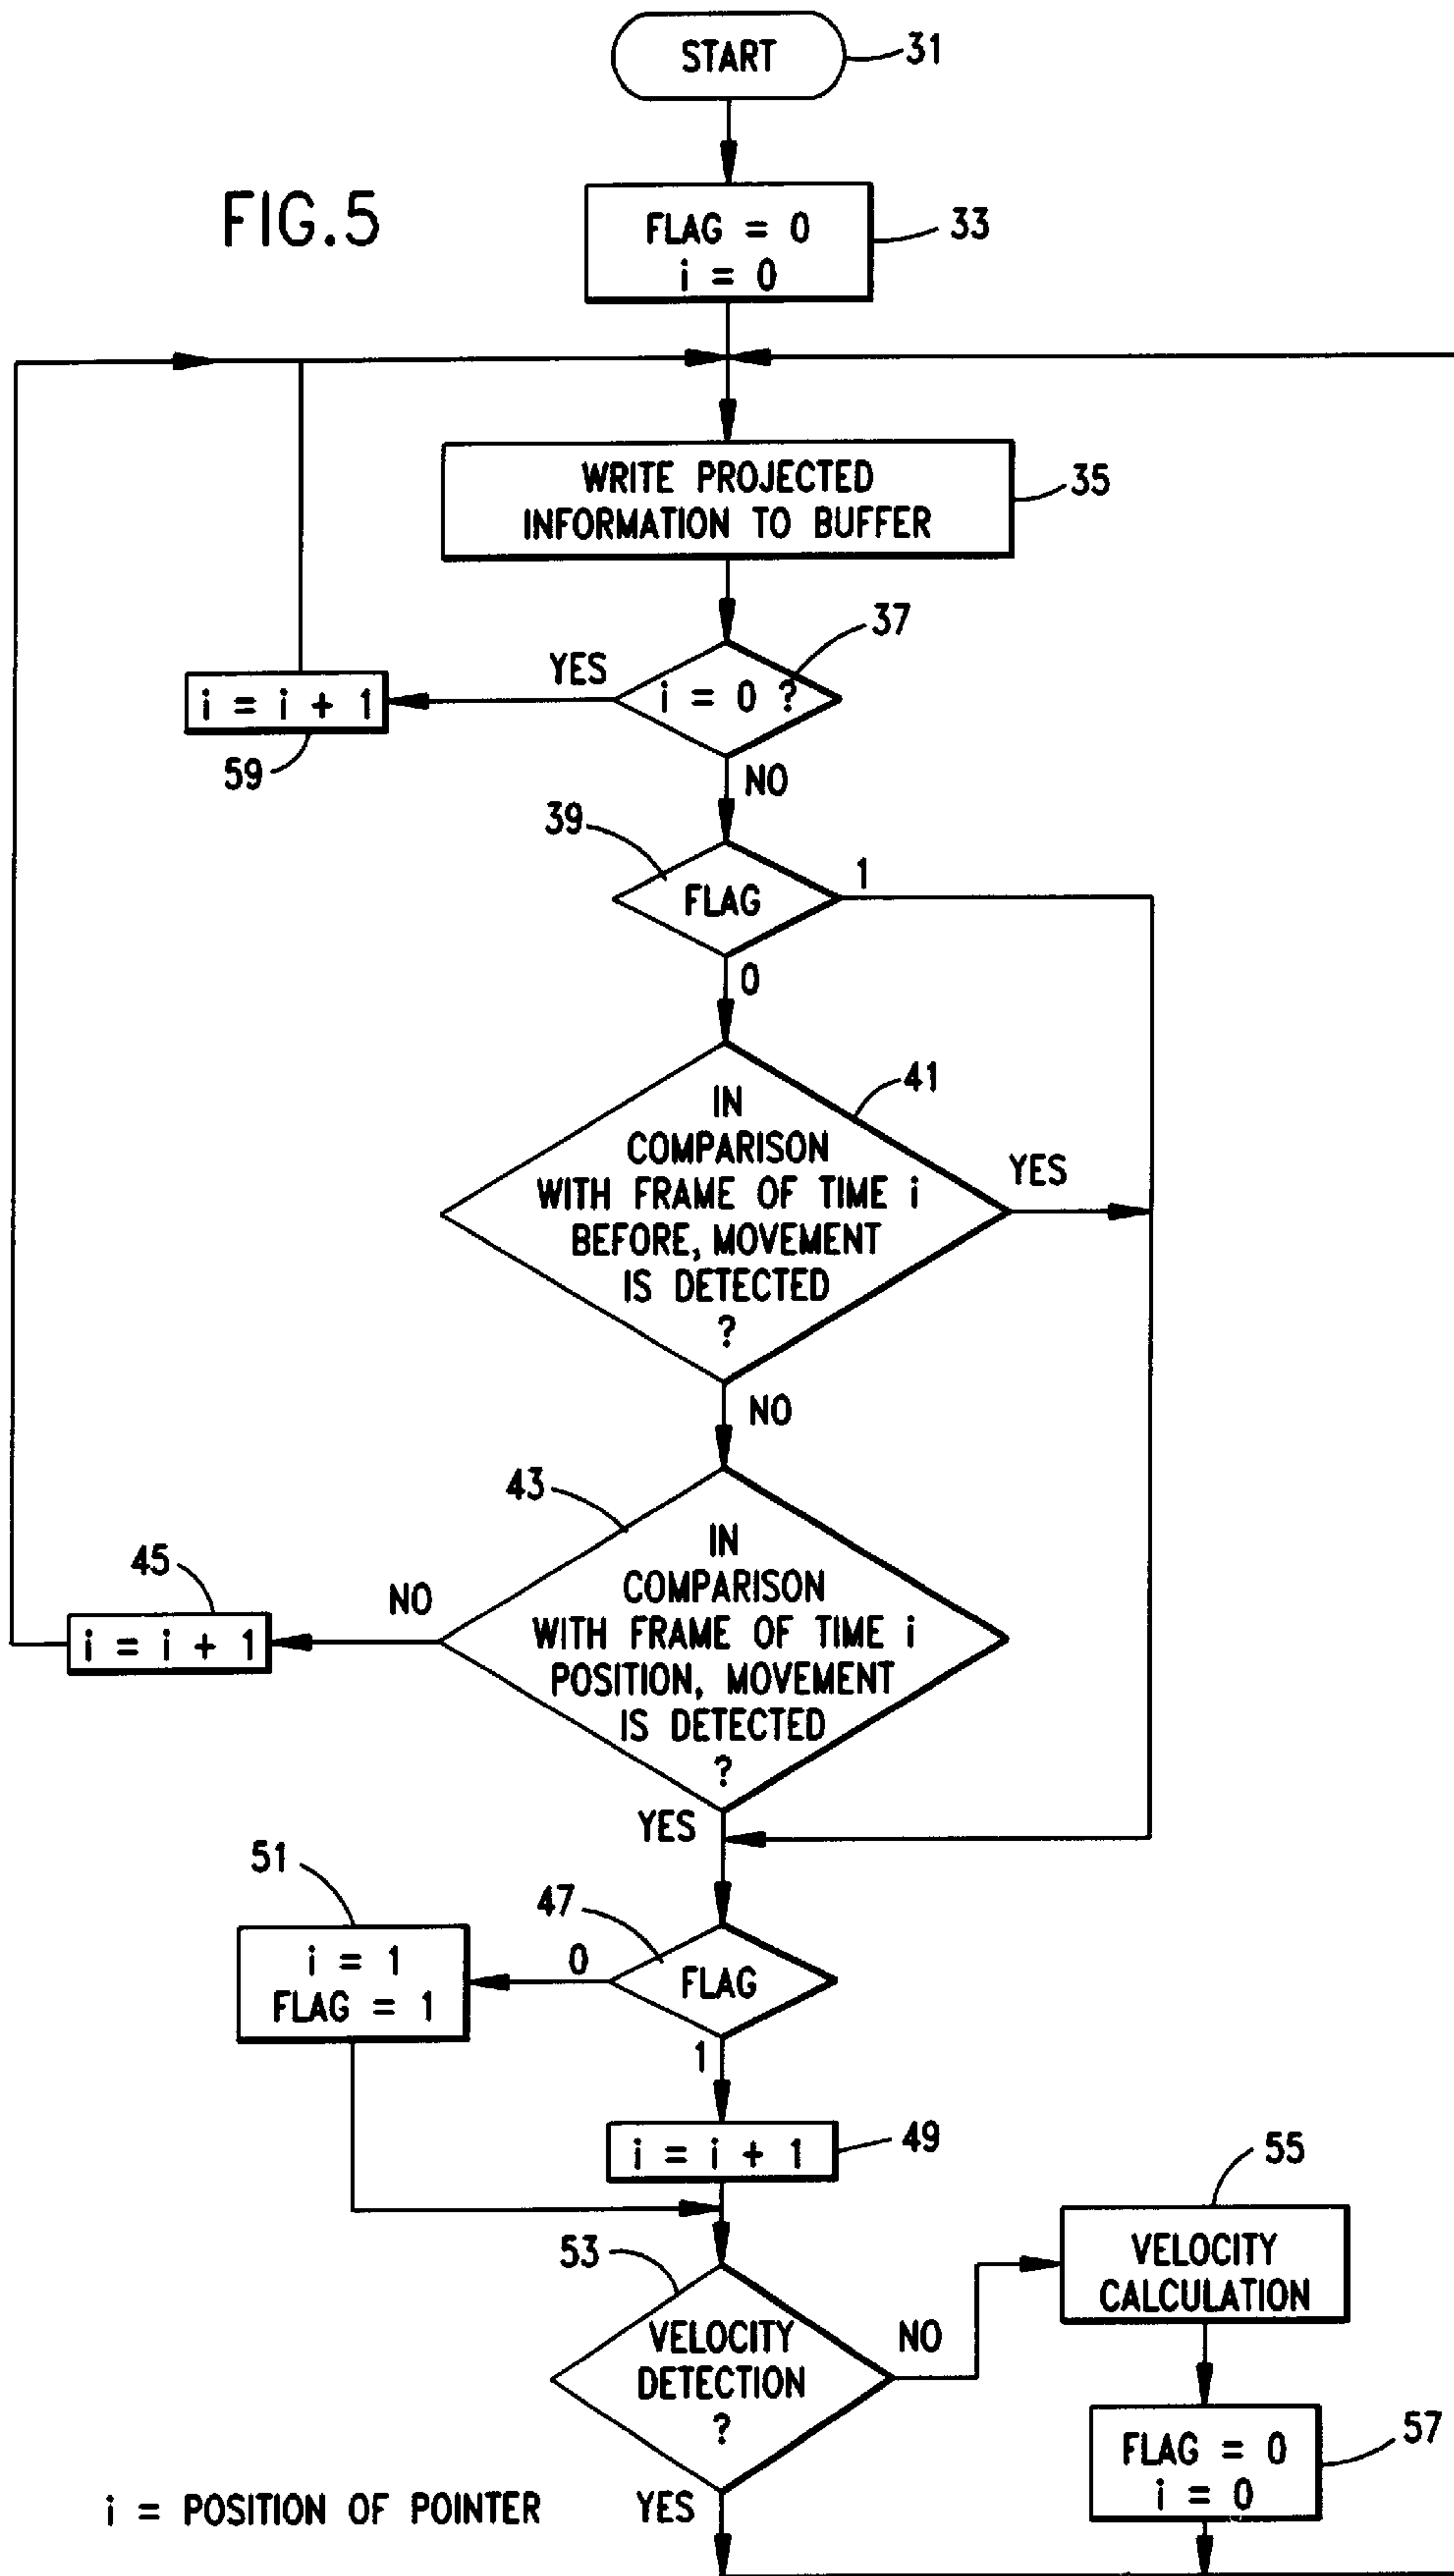 START
31
FIG.5
FLAG = 0
i = 0
33
WRITE PROJECTED
INFORMATION TO BUFFER
35
37
YES
i = 0 ?
i = i + 1
59
NO
39
FLAG
1
0
41
IN
COMPARISON
WITH FRAME OF TIME i
BEFORE, MOVEMENT
IS DETECTED
?
YES
NO
43
IN
COMPARISON
WITH FRAME OF TIME i
POSITION, MOVEMENT
IS DETECTED
?
45
NO
i = i + 1
YES
51
47
i = 1
FLAG = 1
0
FLAG
1
i = i + 1
49
55
53
VELOCITY
CALCULATION
VELOCITY
DETECTION
?
NO
57
FLAG = 0
i = 0
i = POSITION OF POINTER
YES